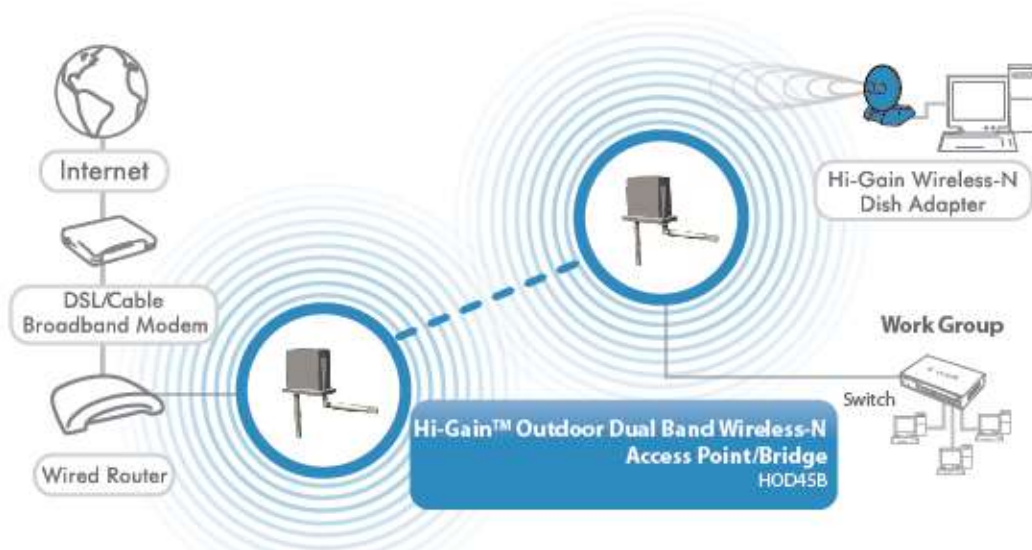 Internet
DSL/Cable
Broadband Modem
Wired Router
Hi-Gain Wireless-N
Dish Adapter
Work Group
Switch
Hi-Gain™ Outdoor Dual Band Wireless-N
Access Point/Bridge
HOD45B